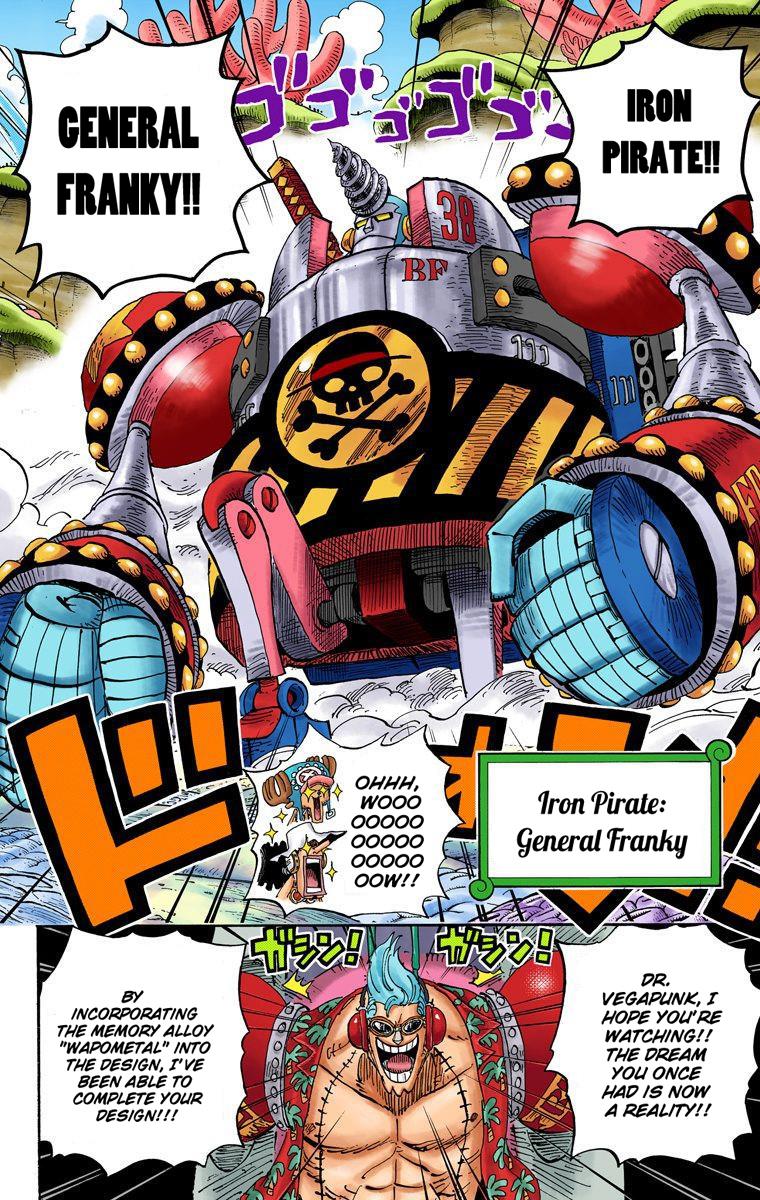 IRON
PIRATE!!
GENERAL
FRANKY!!
ゴゴゴゴゴ
38
BF
FR
ドォン!!
OHHH,
WOOO
OOOOO
OOOOO
OOOOO
OOW!!
Iron Pirate:
General Franky
ガシン!
ガシン!
DR.
VEGAPUNK, I
HOPE YOU'RE
WATCHING!!
THE DREAM
YOU ONCE
HAD IS NOW
A REALITY!!
BY
INCORPORATING
THE MEMORY ALLOY
"WAPOMETAL" INTO
THE DESIGN, I'VE
BEEN ABLE TO
COMPLETE YOUR
DESIGN!!!